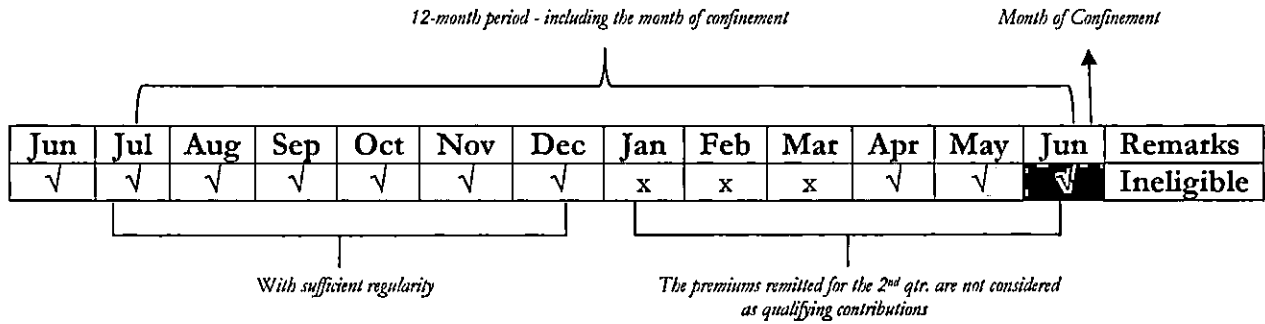 12-month period - including the month of confinement
Month of Confinement
Jun Jul Aug Sep Oct Nov Dec Jan Feb Mar Apr May Jun Remarks
√ √ √ √ √ √ √ x x x √ √ √ Ineligible
With sufficient regularity
The premiums remitted for the 2nd qtr. are not considered
as qualifying contributions